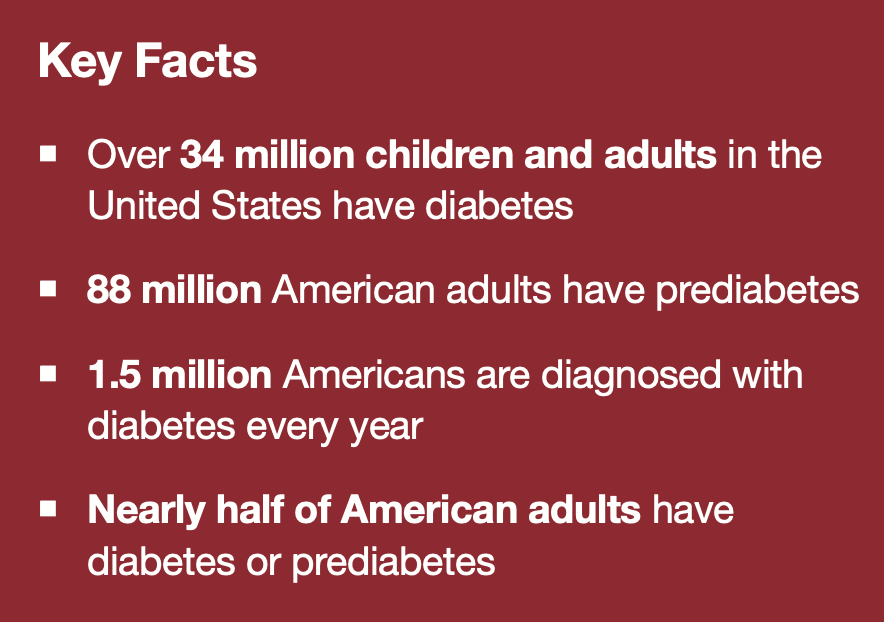 Key Facts
▪ Over 34 million children and adults in the
United States have diabetes
▪ 88 million American adults have prediabetes
▪ 1.5 million Americans are diagnosed with
diabetes every year
▪ Nearly half of American adults have
diabetes or prediabetes